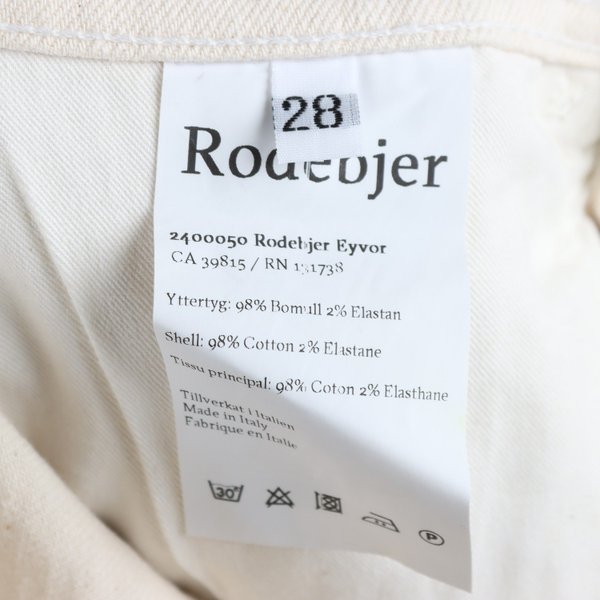 28
Rodebjer
2400050 Rodebjer Eyvor
CA 39815 / RN 131738
Yttertyg: 98% Bomull 2% Elastan
Shell: 98% Cotton 2% Elastane
Tissu principal: 98% Coton 2% Elasthane
Tillverkat i Italien
Made in Italy
Fabrique en Italie
30°
P